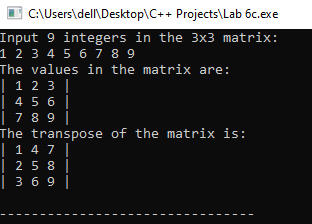 C:\Users\dell\Desktop\C++ Projects\Lab 6c.exe
Input 9 integers in the 3x3 matrix:
1 2 3 4 5 6 7 8 9
The values in the matrix are:
| 1 2 3 |
| 4 5 6 |
| 7 8 9 |
The transpose of the matrix is:
| 1 4 7 |
| 2 5 8 |
| 3 6 9 |
--------------------------------